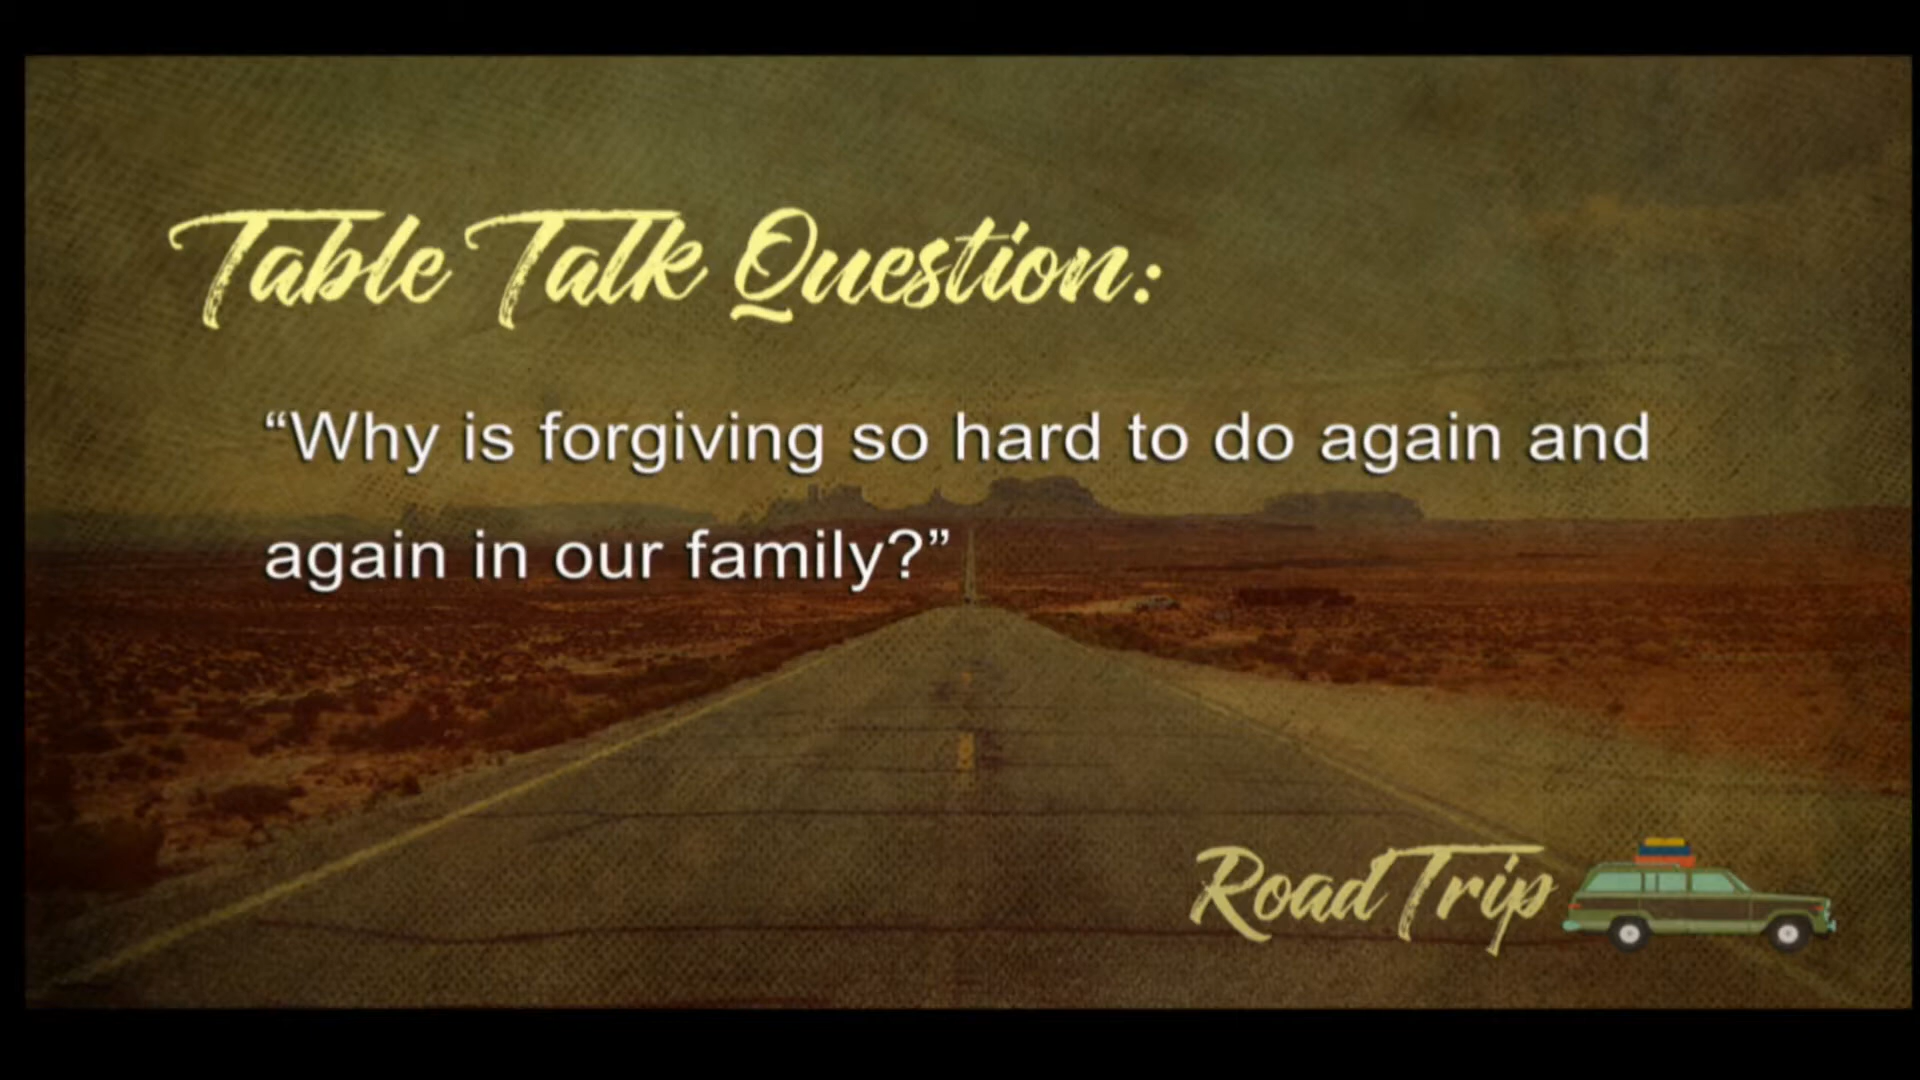 Table Talk Question:
“Why is forgiving so hard to do again and
again in our family?”
Road Trip